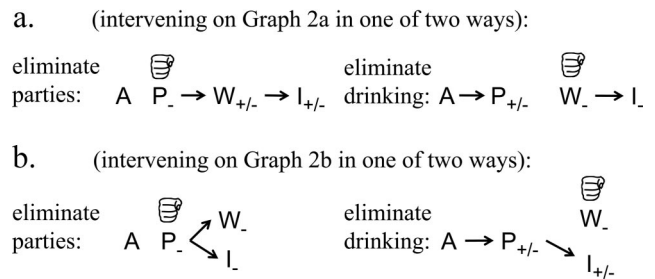 a. (intervening on Graph 2a in one of two ways):
eliminate parties: A P₋ → W₊/₋ → I₊/₋
eliminate drinking: A → P₊/₋ W₋ → I₋
b. (intervening on Graph 2b in one of two ways):
eliminate parties: A P₋ W₋ I₋
eliminate drinking: A → P₊/₋ W₋ I₊/₋